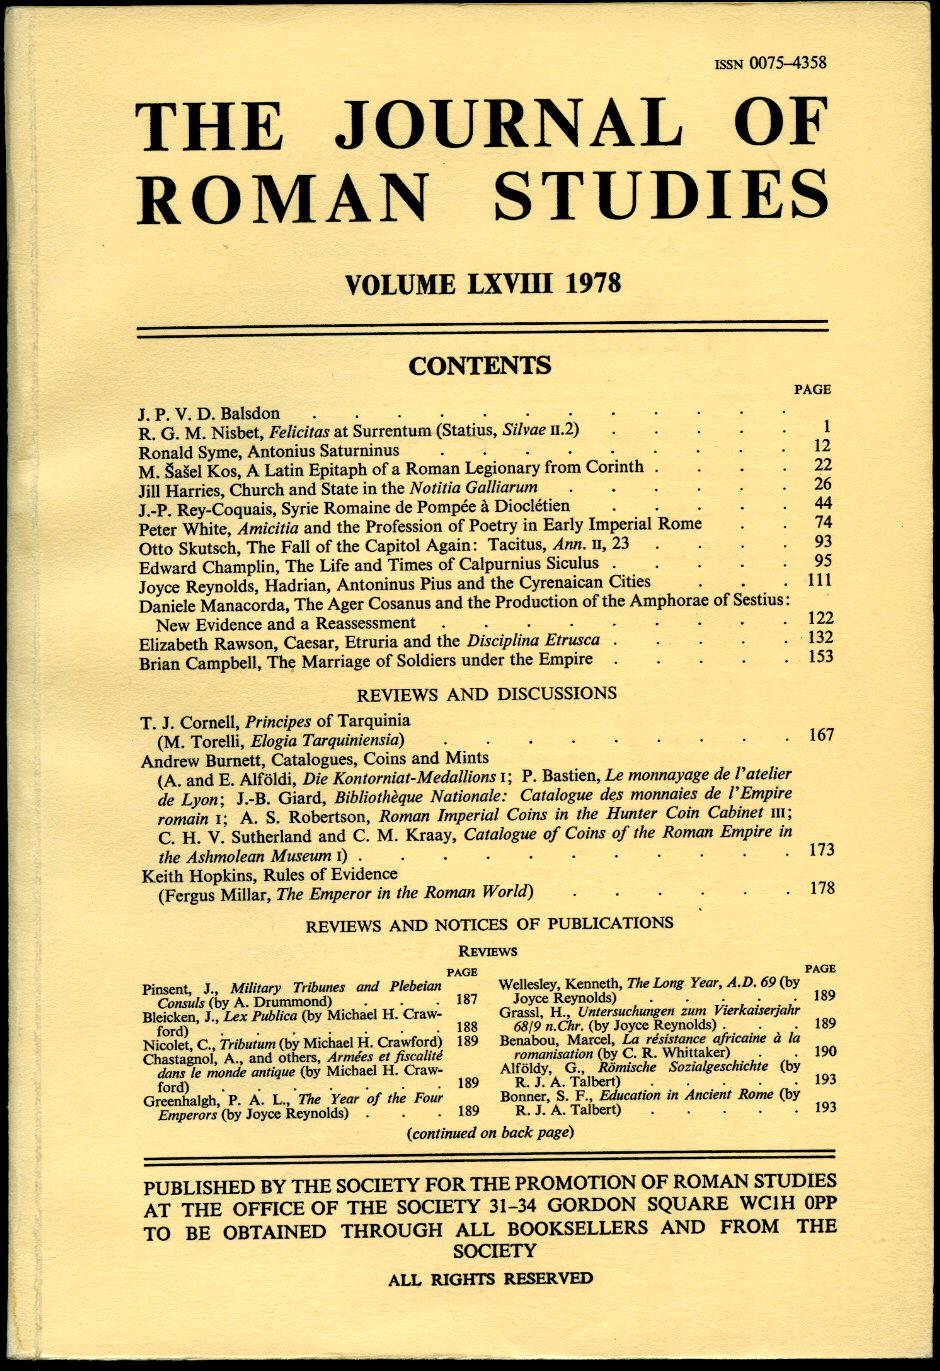 ISSN 0075–4358
THE JOURNAL OF
ROMAN STUDIES
VOLUME LXVIII 1978
CONTENTS
PAGE
J. P. V. D. Balsdon . . . . . . . . . . . .
R. G. M. Nisbet, Felicitas at Surrentum (Statius, Silvae II.2) . . . . . 1
Ronald Syme, Antonius Saturninus . . . . . . . . . 12
M. Šašel Kos, A Latin Epitaph of a Roman Legionary from Corinth . . . . 22
Jill Harries, Church and State in the Notitia Galliarum . . . . . . 26
J.-P. Rey-Coquais, Syrie Romaine de Pompée à Dioclétien . . . . . 44
Peter White, Amicitia and the Profession of Poetry in Early Imperial Rome . . 74
Otto Skutsch, The Fall of the Capitol Again: Tacitus, Ann. II, 23 . . . . 93
Edward Champlin, The Life and Times of Calpurnius Siculus . . . . . 95
Joyce Reynolds, Hadrian, Antoninus Pius and the Cyrenaican Cities . . . 111
Daniele Manacorda, The Ager Cosanus and the Production of the Amphorae of Sestius:
New Evidence and a Reassessment . . . . . . . . . 122
Elizabeth Rawson, Caesar, Etruria and the Disciplina Etrusca . . . . . 132
Brian Campbell, The Marriage of Soldiers under the Empire . . . . . 153
REVIEWS AND DISCUSSIONS
T. J. Cornell, Principes of Tarquinia
(M. Torelli, Elogia Tarquiniensia) . . . . . . . . . 167
Andrew Burnett, Catalogues, Coins and Mints
(A. and E. Alföldi, Die Kontorniat-Medallions I; P. Bastien, Le monnayage de l'atelier
de Lyon; J.-B. Giard, Bibliothèque Nationale: Catalogue des monnaies de l'Empire
romain I; A. S. Robertson, Roman Imperial Coins in the Hunter Coin Cabinet III;
C. H. V. Sutherland and C. M. Kraay, Catalogue of Coins of the Roman Empire in
the Ashmolean Museum I) . . . . . . . . . . . 173
Keith Hopkins, Rules of Evidence
(Fergus Millar, The Emperor in the Roman World) . . . . . . 178
REVIEWS AND NOTICES OF PUBLICATIONS
REVIEWS
PAGE
Pinsent, J., Military Tribunes and Plebeian
Consuls (by A. Drummond) . . . 187
Bleicken, J., Lex Publica (by Michael H. Craw-
ford) . . . . . . . 188
Nicolet, C., Tributum (by Michael H. Crawford) 189
Chastagnol, A., and others, Armées et fiscalité
dans le monde antique (by Michael H. Craw-
ford) . . . . . . . 189
Greenhalgh, P. A. L., The Year of the Four
Emperors (by Joyce Reynolds) . . . 189
PAGE
Wellesley, Kenneth, The Long Year, A.D. 69 (by
Joyce Reynolds) . . . . . 189
Grassl, H., Untersuchungen zum Vierkaiserjahr
68/9 n.Chr. (by Joyce Reynolds) . . . 189
Benabou, Marcel, La résistance africaine à la
romanisation (by C. R. Whittaker) . . 190
Alföldy, G., Römische Sozialgeschichte (by
R. J. A. Talbert) . . . . . 193
Bonner, S. F., Education in Ancient Rome (by
R. J. A. Talbert) . . . . . 193
(continued on back page)
PUBLISHED BY THE SOCIETY FOR THE PROMOTION OF ROMAN STUDIES
AT THE OFFICE OF THE SOCIETY 31–34 GORDON SQUARE WC1H 0PP
TO BE OBTAINED THROUGH ALL BOOKSELLERS AND FROM THE
SOCIETY
ALL RIGHTS RESERVED